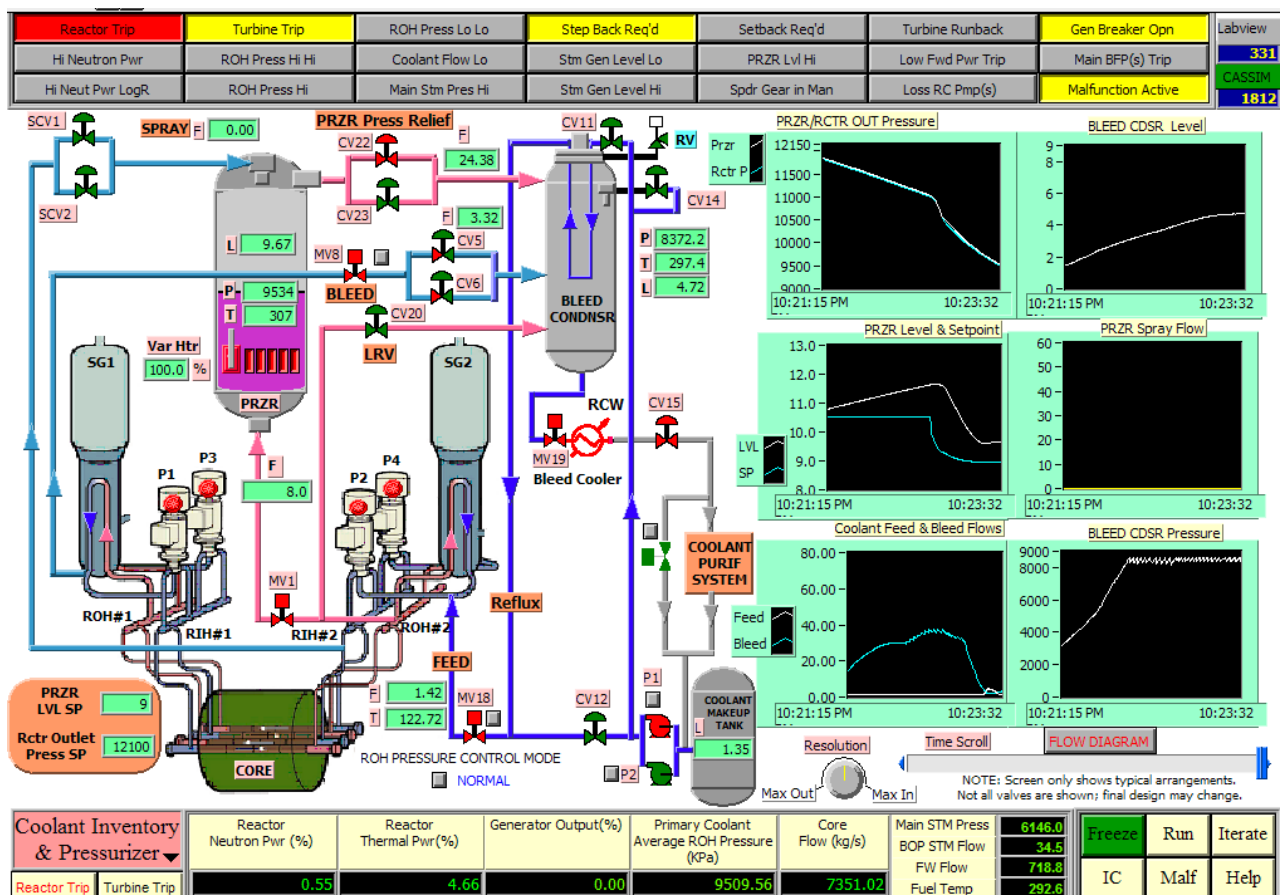 Reactor Trip
Turbine Trip
ROH Press Lo Lo
Step Back Req'd
Setback Req'd
Turbine Runback
Gen Breaker Opn
Labview
331
Hi Neutron Pwr
ROH Press Hi Hi
Coolant Flow Lo
Stm Gen Level Lo
PRZR Lvl Hi
Low Fwd Pwr Trip
Main BFP(s) Trip
CASSIM
1812
Hi Neut Pwr LogR
ROH Press Hi
Main Stm Pres Hi
Stm Gen Level Hi
Spdr Gear in Man
Loss RC Pmp(s)
Malfunction Active
SCV1
SPRAY F 0.00
PRZR Press Relief
CV22
F
24.38
CV11
RV
SCV2
CV23
CV14
F
3.32
L 9.67
MV8
CV5
P 8372.2
T 297.4
L 4.72
P 9534
BLEED
CV6
T 307
BLEED
CONDNSR
CV20
LRV
Var Htr
100.0 %
SG1
SG2
PRZR
RCW
CV15
MV19
Bleed Cooler
P1
P3
F
8.0
P2
P4
COOLANT
PURIF
SYSTEM
MV1
ROH#1
RIH#1
RIH#2
ROH#2
Reflux
FEED
PRZR
LVL SP
9
Rctr Outlet
Press SP
12100
CORE
F 1.42
T 122.72
MV18
CV12
P1
P2
COOLANT
MAKEUP
TANK
L
1.35
ROH PRESSURE CONTROL MODE
NORMAL
PRZR/RCTR OUT Pressure
Przr
Rctr P
12150
11500
11000
10500
10000
9500
9000
10:21:15 PM
10:23:32
BLEED CDSR Level
9
8
6
4
2
0
10:21:15 PM
10:23:32
PRZR Level & Setpoint
LVL
SP
13.0
12.0
11.0
10.0
9.0
8.0
10:21:15 PM
10:23:32
PRZR Spray Flow
60
50
40
30
20
10
0
10:21:15 PM
10:23:32
Coolant Feed & Bleed Flows
Feed
Bleed
80.00
60.00
40.00
20.00
0.00
10:21:15 PM
10:23:32
BLEED CDSR Pressure
9000
8000
6000
4000
2000
0
10:21:15 PM
10:23:32
Resolution
Max Out
Max In
Time Scroll
FLOW DIAGRAM
NOTE: Screen only shows typical arrangements.
Not all valves are shown; final design may change.
Coolant Inventory
& Pressurizer
Reactor Trip
Turbine Trip
Reactor
Neutron Pwr (%)
0.55
Reactor
Thermal Pwr(%)
4.66
Generator Output(%)
0.00
Primary Coolant
Average ROH Pressure
(KPa)
9509.56
Core
Flow (kg/s)
7351.02
Main STM Press 6146.0
BOP STM Flow 34.5
FW Flow 718.8
Fuel Temp 292.6
Freeze
Run
Iterate
IC
Malf
Help